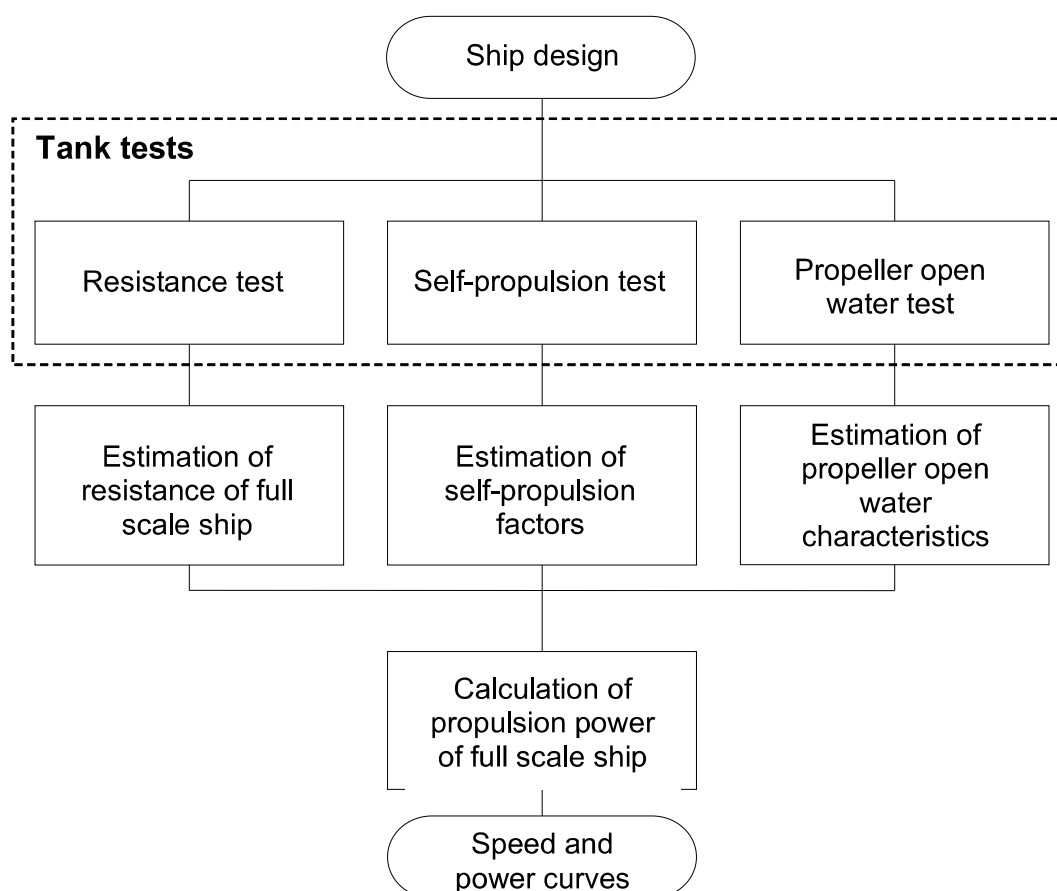 Ship design
Tank tests
Resistance test
Self-propulsion test
Propeller open
water test
Estimation of
resistance of full
scale ship
Estimation of
self-propulsion
factors
Estimation of
propeller open
water
characteristics
Calculation of
propulsion power
of full scale ship
Speed and
power curves